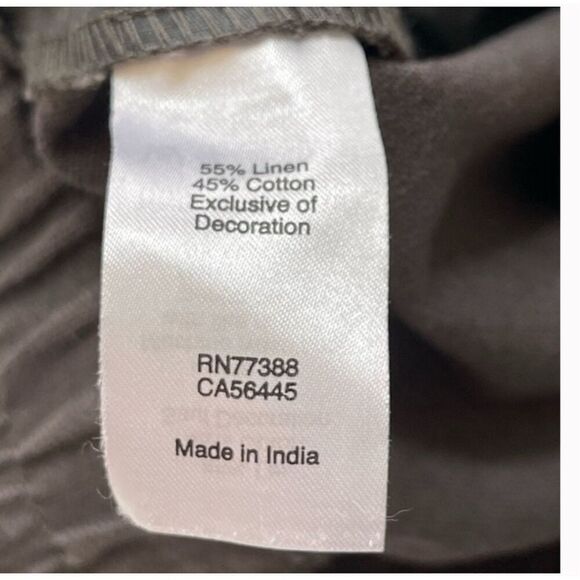 55% Linen
45% Cotton
Exclusive of
Decoration
RN77388
CA56445
Made in India